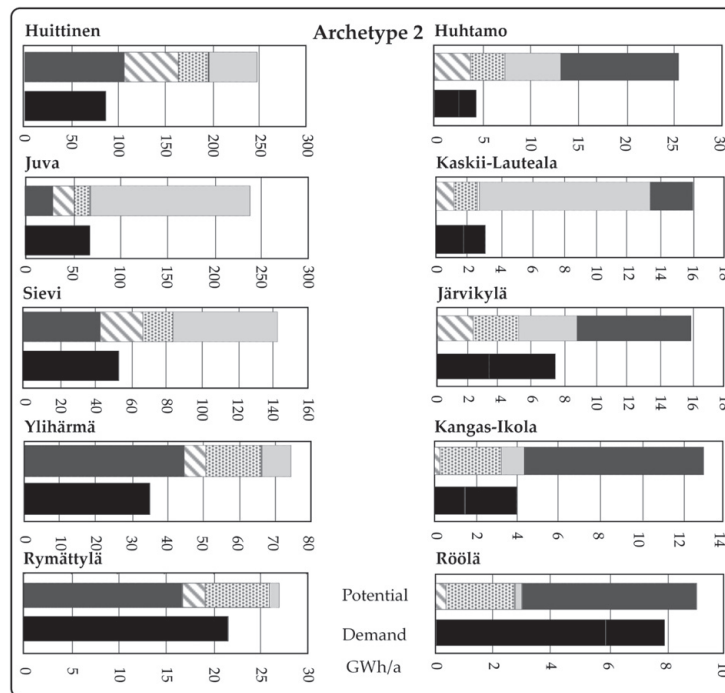 Archetype 2
Huittinen
0 50 100 150 200 250 300
Juva
0 50 100 150 200 250 300
Sievi
0 20 40 60 80 100 120 140 160
Ylihärmä
0 10 20 30 40 50 60 70 80
Rymättylä
0 10 20 30
Huhtamo
0 5 10 15 20 25 30
Kaskii-Lauteala
0 2 4 6 8 10 12 14 16 18
Järvikylä
0 2 4 6 8 10 12 14 16 18
Kangas-Ikola
0 2 4 6 8 10 12 14
Röölä
Potential
Demand
GWh/a
0 2 4 6 8 10